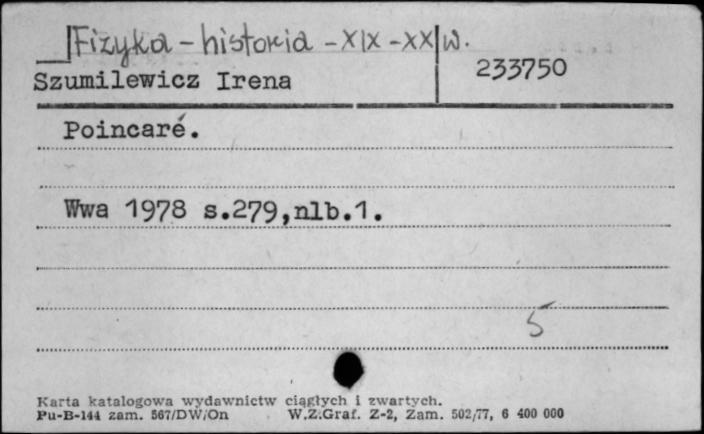 Fizyka - historia - XIX - XX w.
Szumilewicz Irena
233750
Poincaré.
Wwa 1978 s.279,nlb.1.
5
Karta katalogowa wydawnictw ciągłych i zwartych.
Pu-B-144 zam. 567/DW/On W.Z.Graf. Z-2, Zam. 502/77, 6 400 000